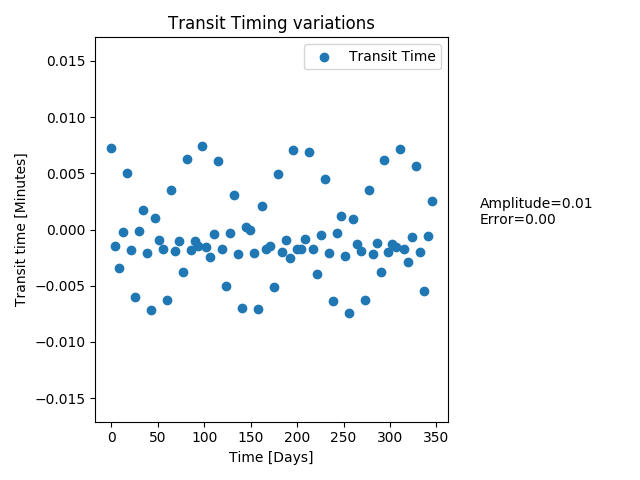 Transit Timing variations
Transit Time
0.015
0.010
0.005
0.000
−0.005
−0.010
−0.015
Transit time [Minutes]
0 50 100 150 200 250 300 350
Time [Days]
Amplitude=0.01
Error=0.00